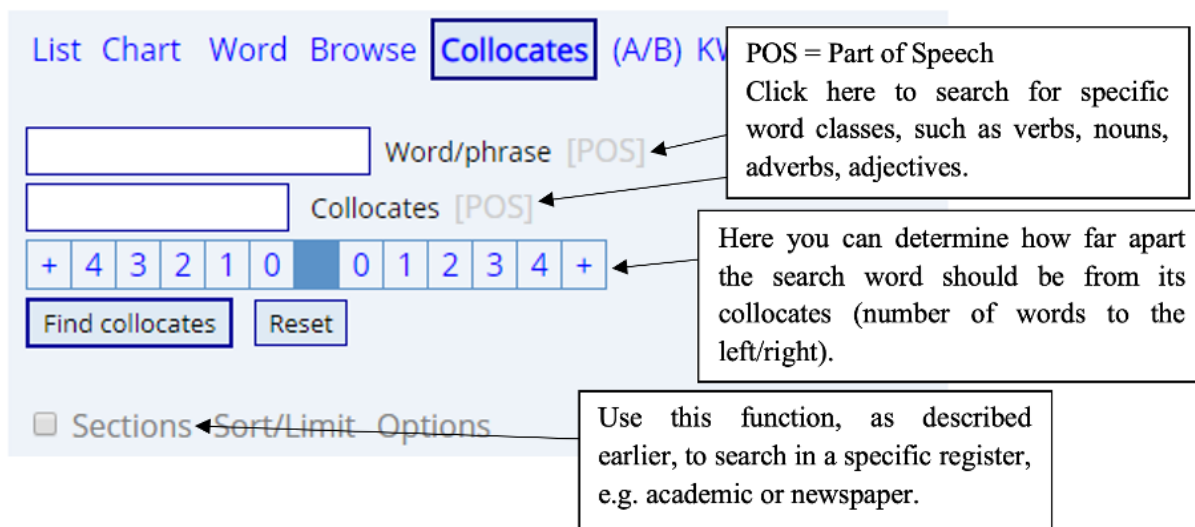 List Chart Word Browse Collocates (A/B)
POS = Part of Speech
Click here to search for specific
word classes, such as verbs, nouns,
adverbs, adjectives.
Word/phrase [POS]
Collocates [POS]
+ 4 3 2 1 0 0 1 2 3 4 +
Here you can determine how far apart
the search word should be from its
collocates (number of words to the
left/right).
Find collocates Reset
Sections Sort/Limit Options
Use this function, as described
earlier, to search in a specific register,
e.g. academic or newspaper.